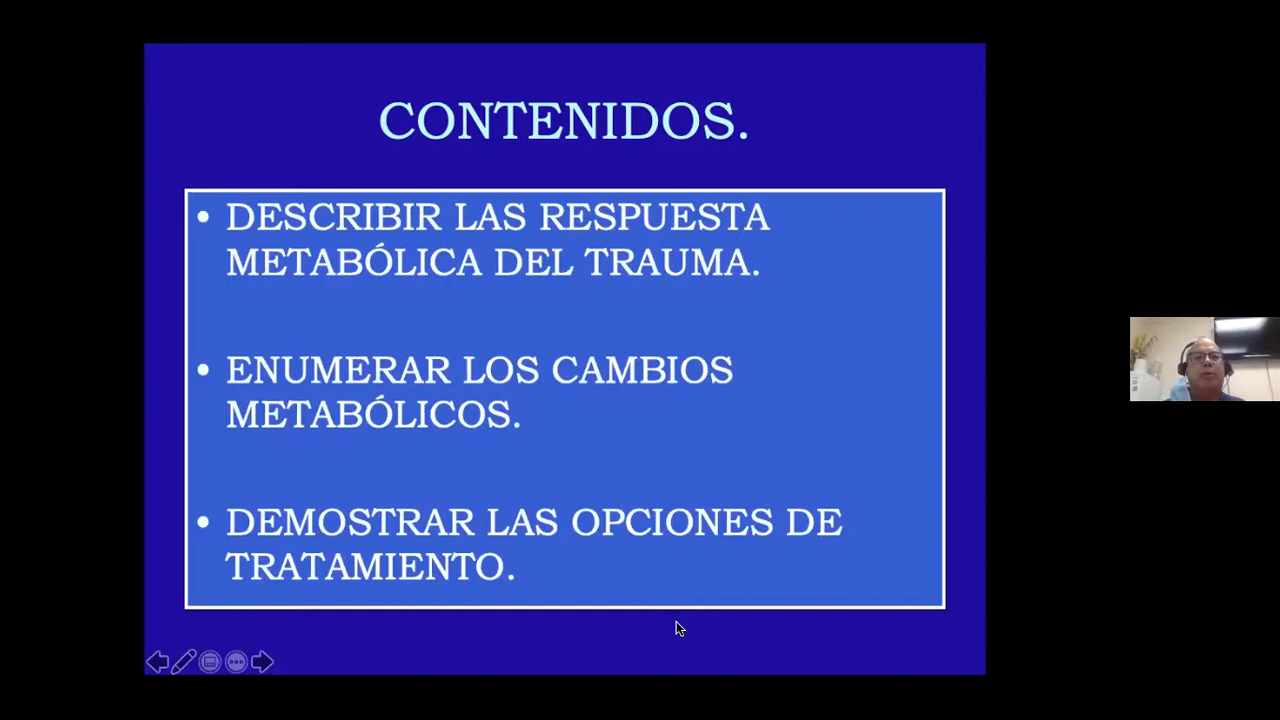 CONTENIDOS.
• DESCRIBIR LAS RESPUESTA
METABÓLICA DEL TRAUMA.
• ENUMERAR LOS CAMBIOS
METABÓLICOS.
• DEMOSTRAR LAS OPCIONES DE
TRATAMIENTO.